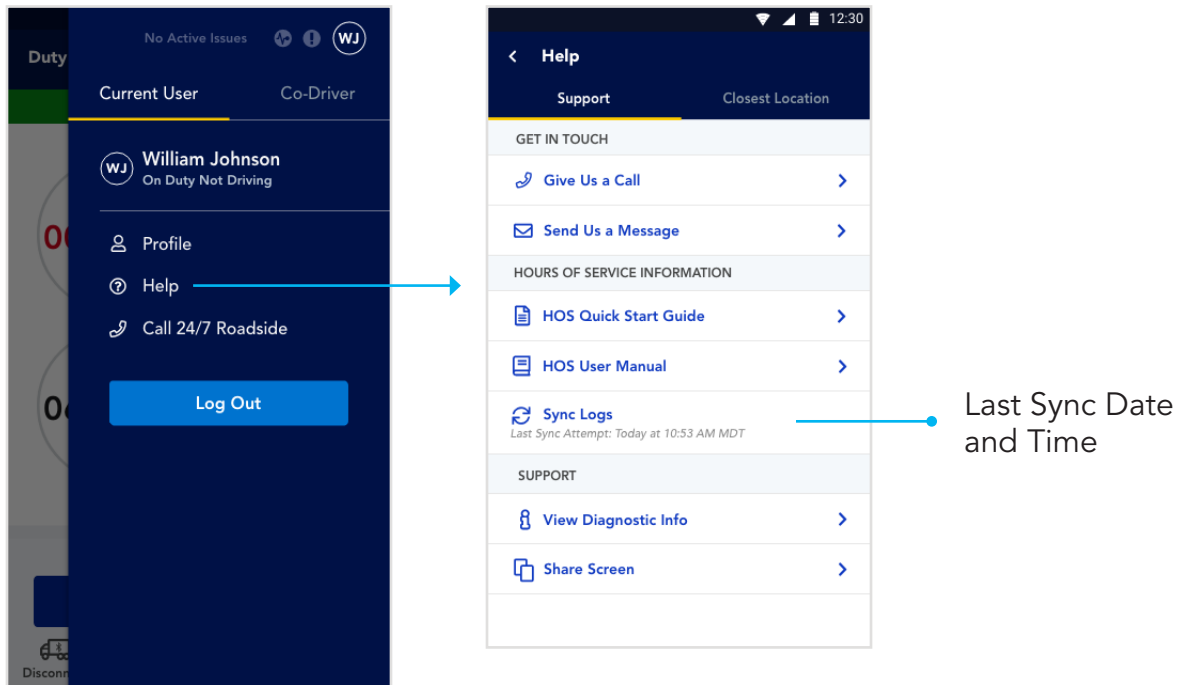 No Active Issues
WJ
Duty
Current User
Co-Driver
WJ
William Johnson
On Duty Not Driving
Profile
Help
Call 24/7 Roadside
Log Out
12:30
Help
Support
Closest Location
GET IN TOUCH
Give Us a Call
Send Us a Message
HOURS OF SERVICE INFORMATION
HOS Quick Start Guide
HOS User Manual
Sync Logs
Last Sync Attempt: Today at 10:53 AM MDT
SUPPORT
View Diagnostic Info
Share Screen
Last Sync Date
and Time